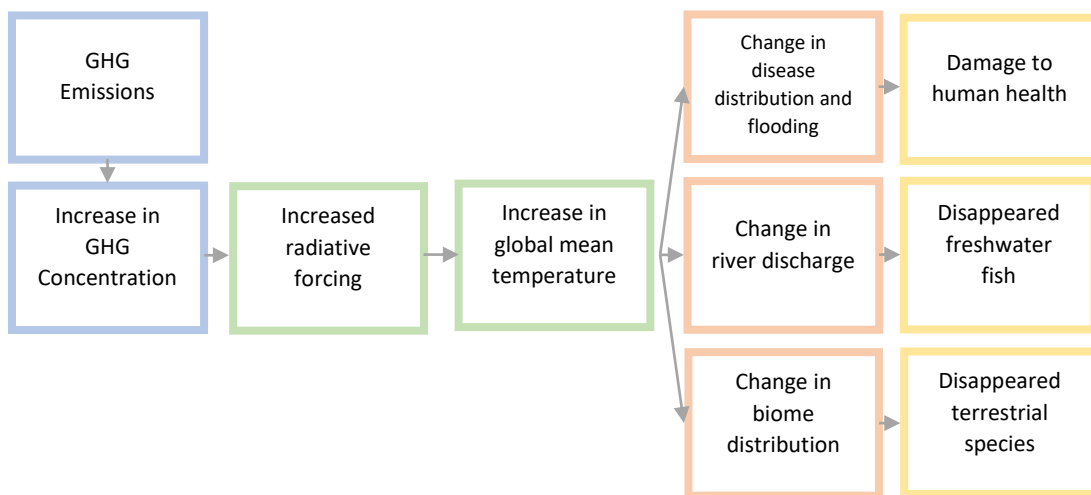 GHG
Emissions
Increase in
GHG
Concentration
Increased
radiative
forcing
Increase in
global mean
temperature
Change in
disease
distribution and
flooding
Damage to
human health
Change in
river discharge
Disappeared
freshwater
fish
Change in
biome
distribution
Disappeared
terrestrial
species